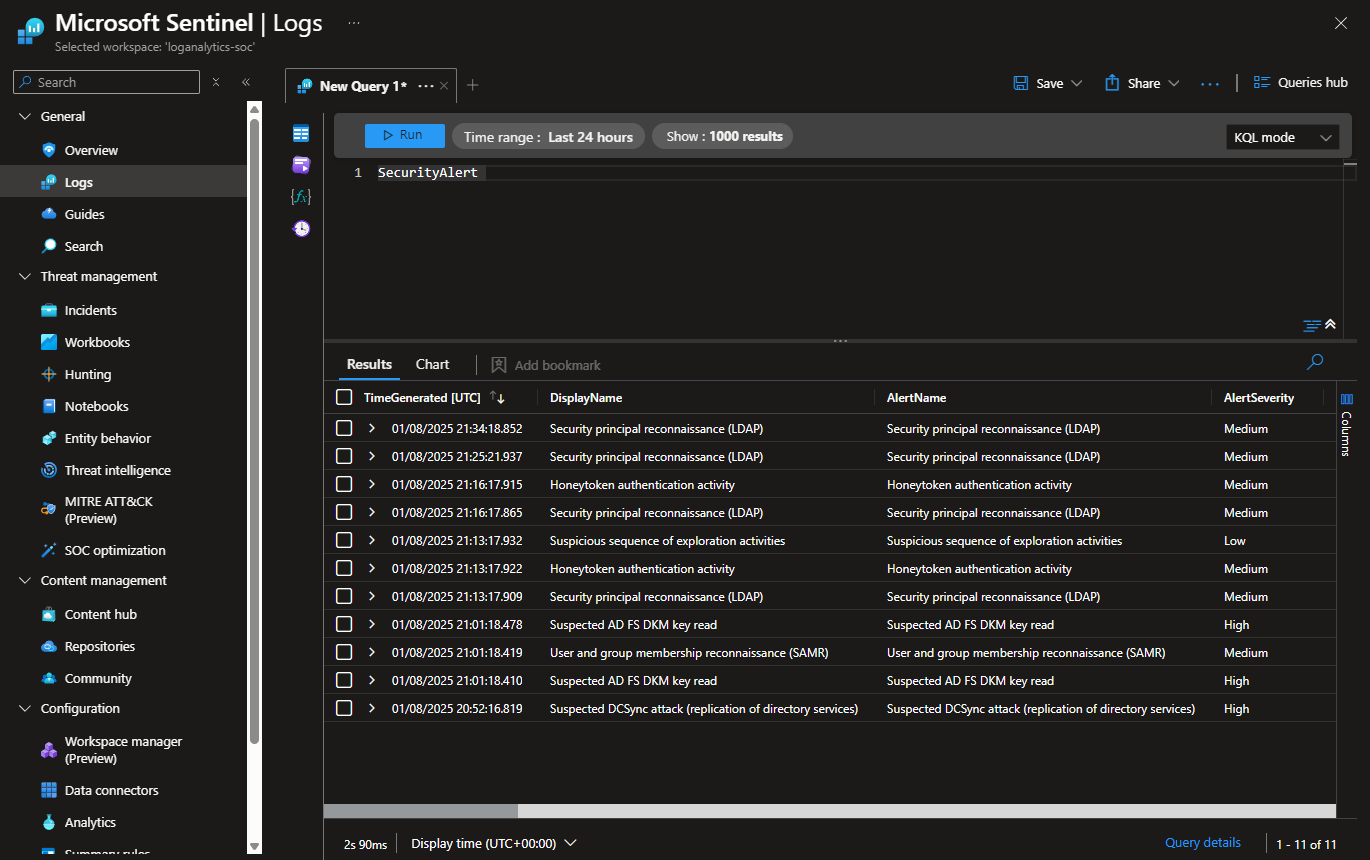 Microsoft Sentinel | Logs ...
Selected workspace: 'loganalytics-soc'
Search
General
Overview
Logs
Guides
Search
Threat management
Incidents
Workbooks
Hunting
Notebooks
Entity behavior
Threat intelligence
MITRE ATT&CK
(Preview)
SOC optimization
Content management
Content hub
Repositories
Community
Configuration
Workspace manager
(Preview)
Data connectors
Analytics
Summary rules
New Query 1* ...
Save Share ... | Queries hub
Run Time range : Last 24 hours Show : 1000 results KQL mode
1 SecurityAlert
Results Chart Add bookmark
TimeGenerated [UTC] DisplayName AlertName AlertSeverity
01/08/2025 21:34:18.852 Security principal reconnaissance (LDAP) Security principal reconnaissance (LDAP) Medium
01/08/2025 21:25:21.937 Security principal reconnaissance (LDAP) Security principal reconnaissance (LDAP) Medium
01/08/2025 21:16:17.915 Honeytoken authentication activity Honeytoken authentication activity Medium
01/08/2025 21:16:17.865 Security principal reconnaissance (LDAP) Security principal reconnaissance (LDAP) Medium
01/08/2025 21:13:17.932 Suspicious sequence of exploration activities Suspicious sequence of exploration activities Low
01/08/2025 21:13:17.922 Honeytoken authentication activity Honeytoken authentication activity Medium
01/08/2025 21:13:17.909 Security principal reconnaissance (LDAP) Security principal reconnaissance (LDAP) Medium
01/08/2025 21:01:18.478 Suspected AD FS DKM key read Suspected AD FS DKM key read High
01/08/2025 21:01:18.419 User and group membership reconnaissance (SAMR) User and group membership reconnaissance (SAMR) Medium
01/08/2025 21:01:18.410 Suspected AD FS DKM key read Suspected AD FS DKM key read High
01/08/2025 20:52:16.819 Suspected DCSync attack (replication of directory services) Suspected DCSync attack (replication of directory services) High
Columns
2s 90ms Display time (UTC+00:00) Query details 1 - 11 of 11